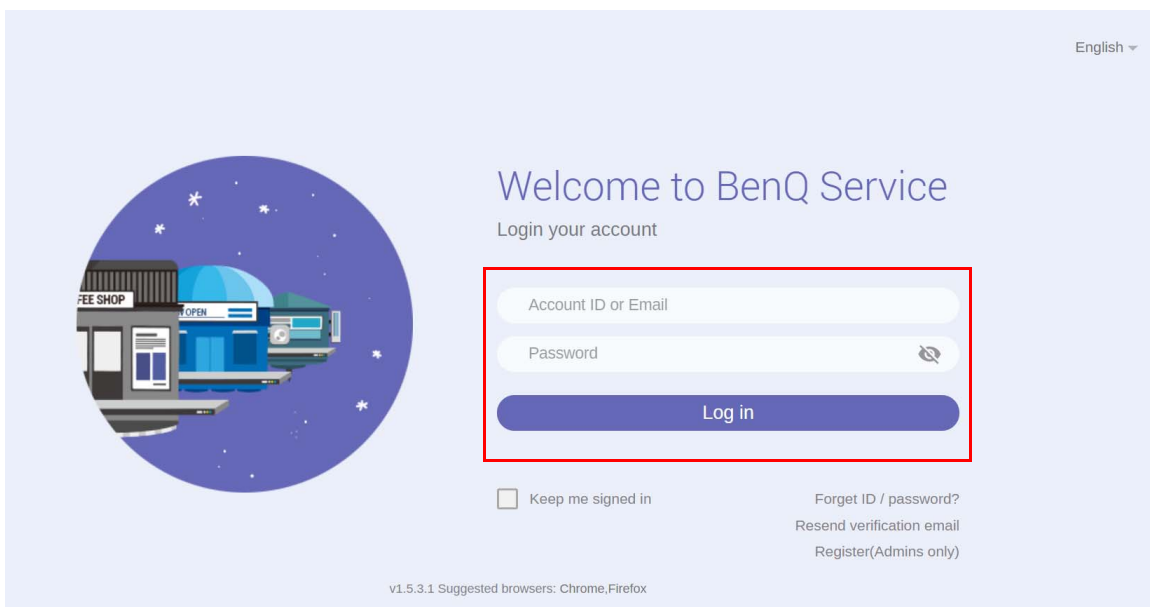 English
Welcome to BenQ Service
Login your account
FEE SHOP
OPEN
Account ID or Email
Password
Log in
Keep me signed in
Forget ID / password?
Resend verification email
Register(Admins only)
v1.5.3.1 Suggested browsers: Chrome,Firefox